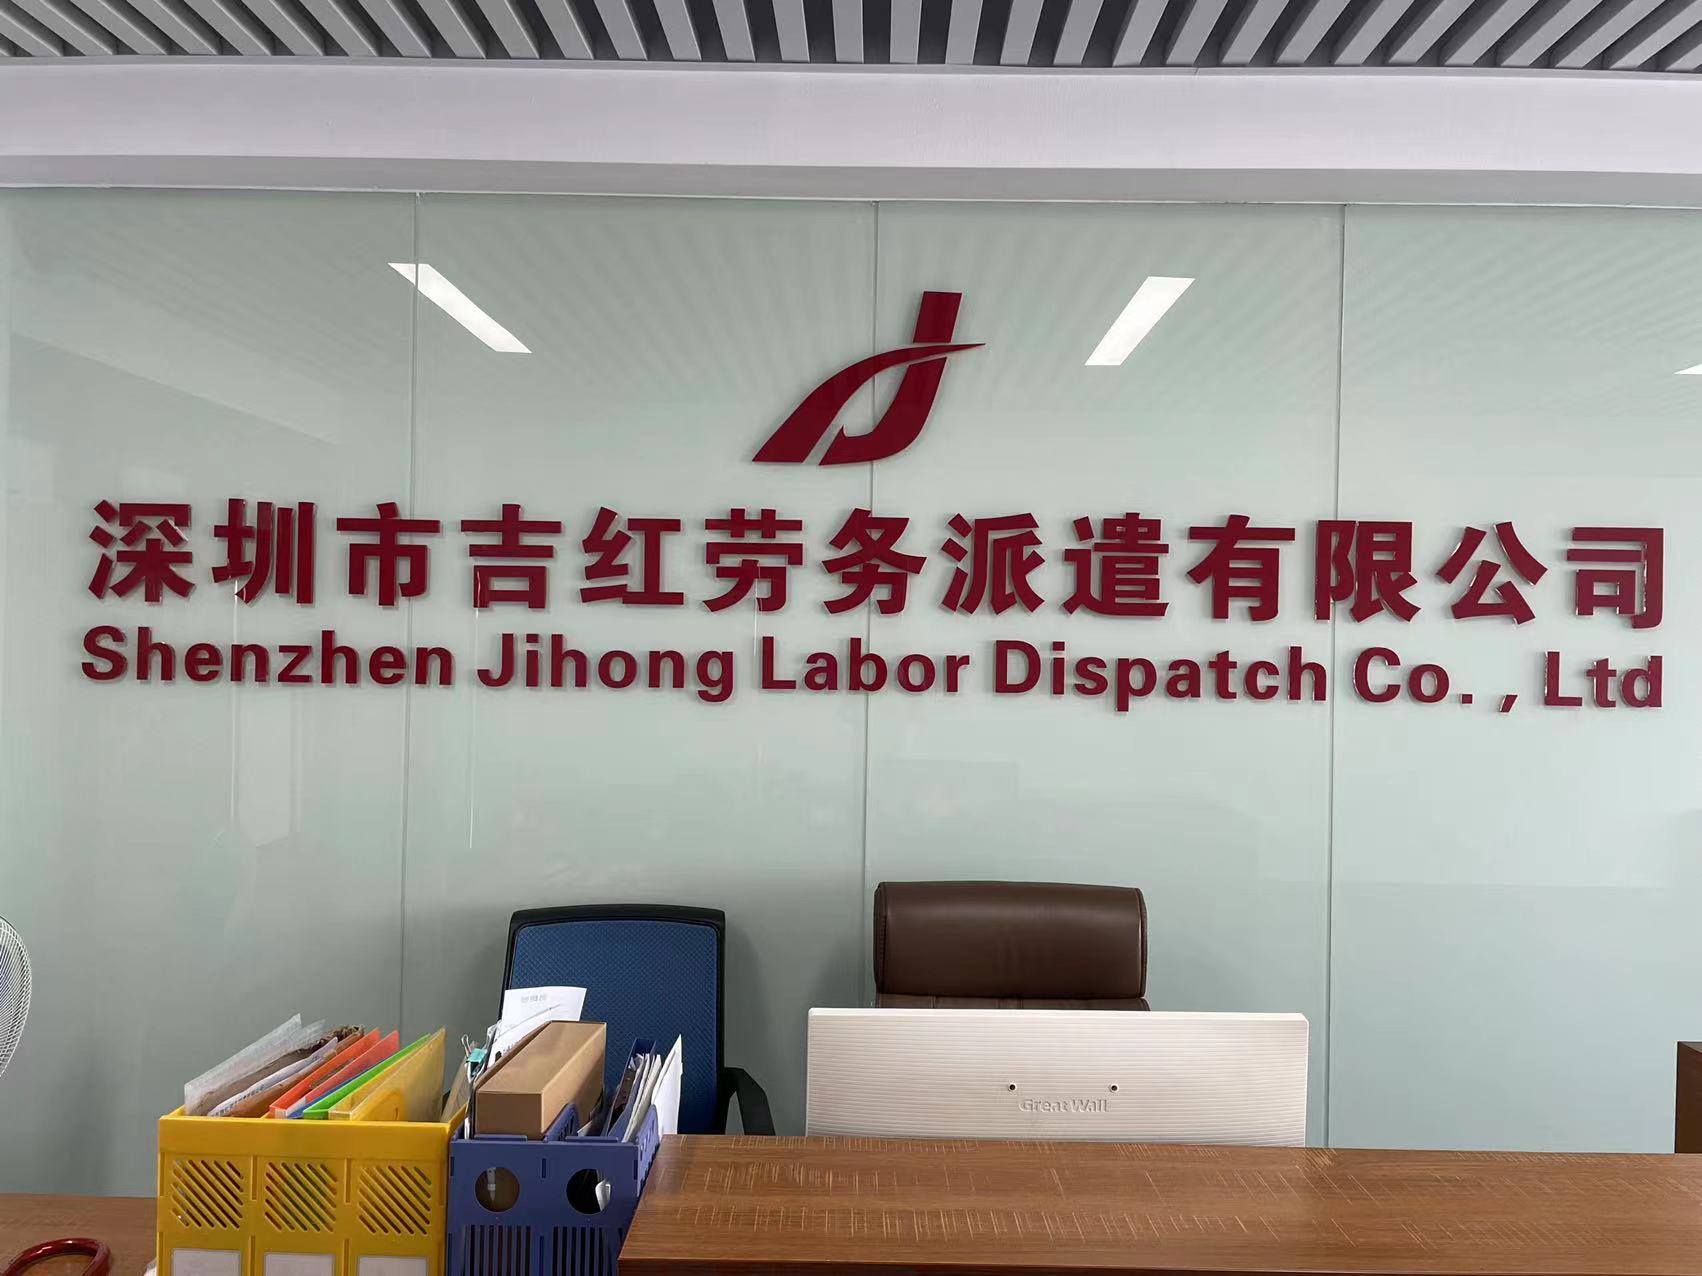 深圳市吉红劳务派遣有限公司
Shenzhen Jihong Labor Dispatch Co., Ltd
Great Wall